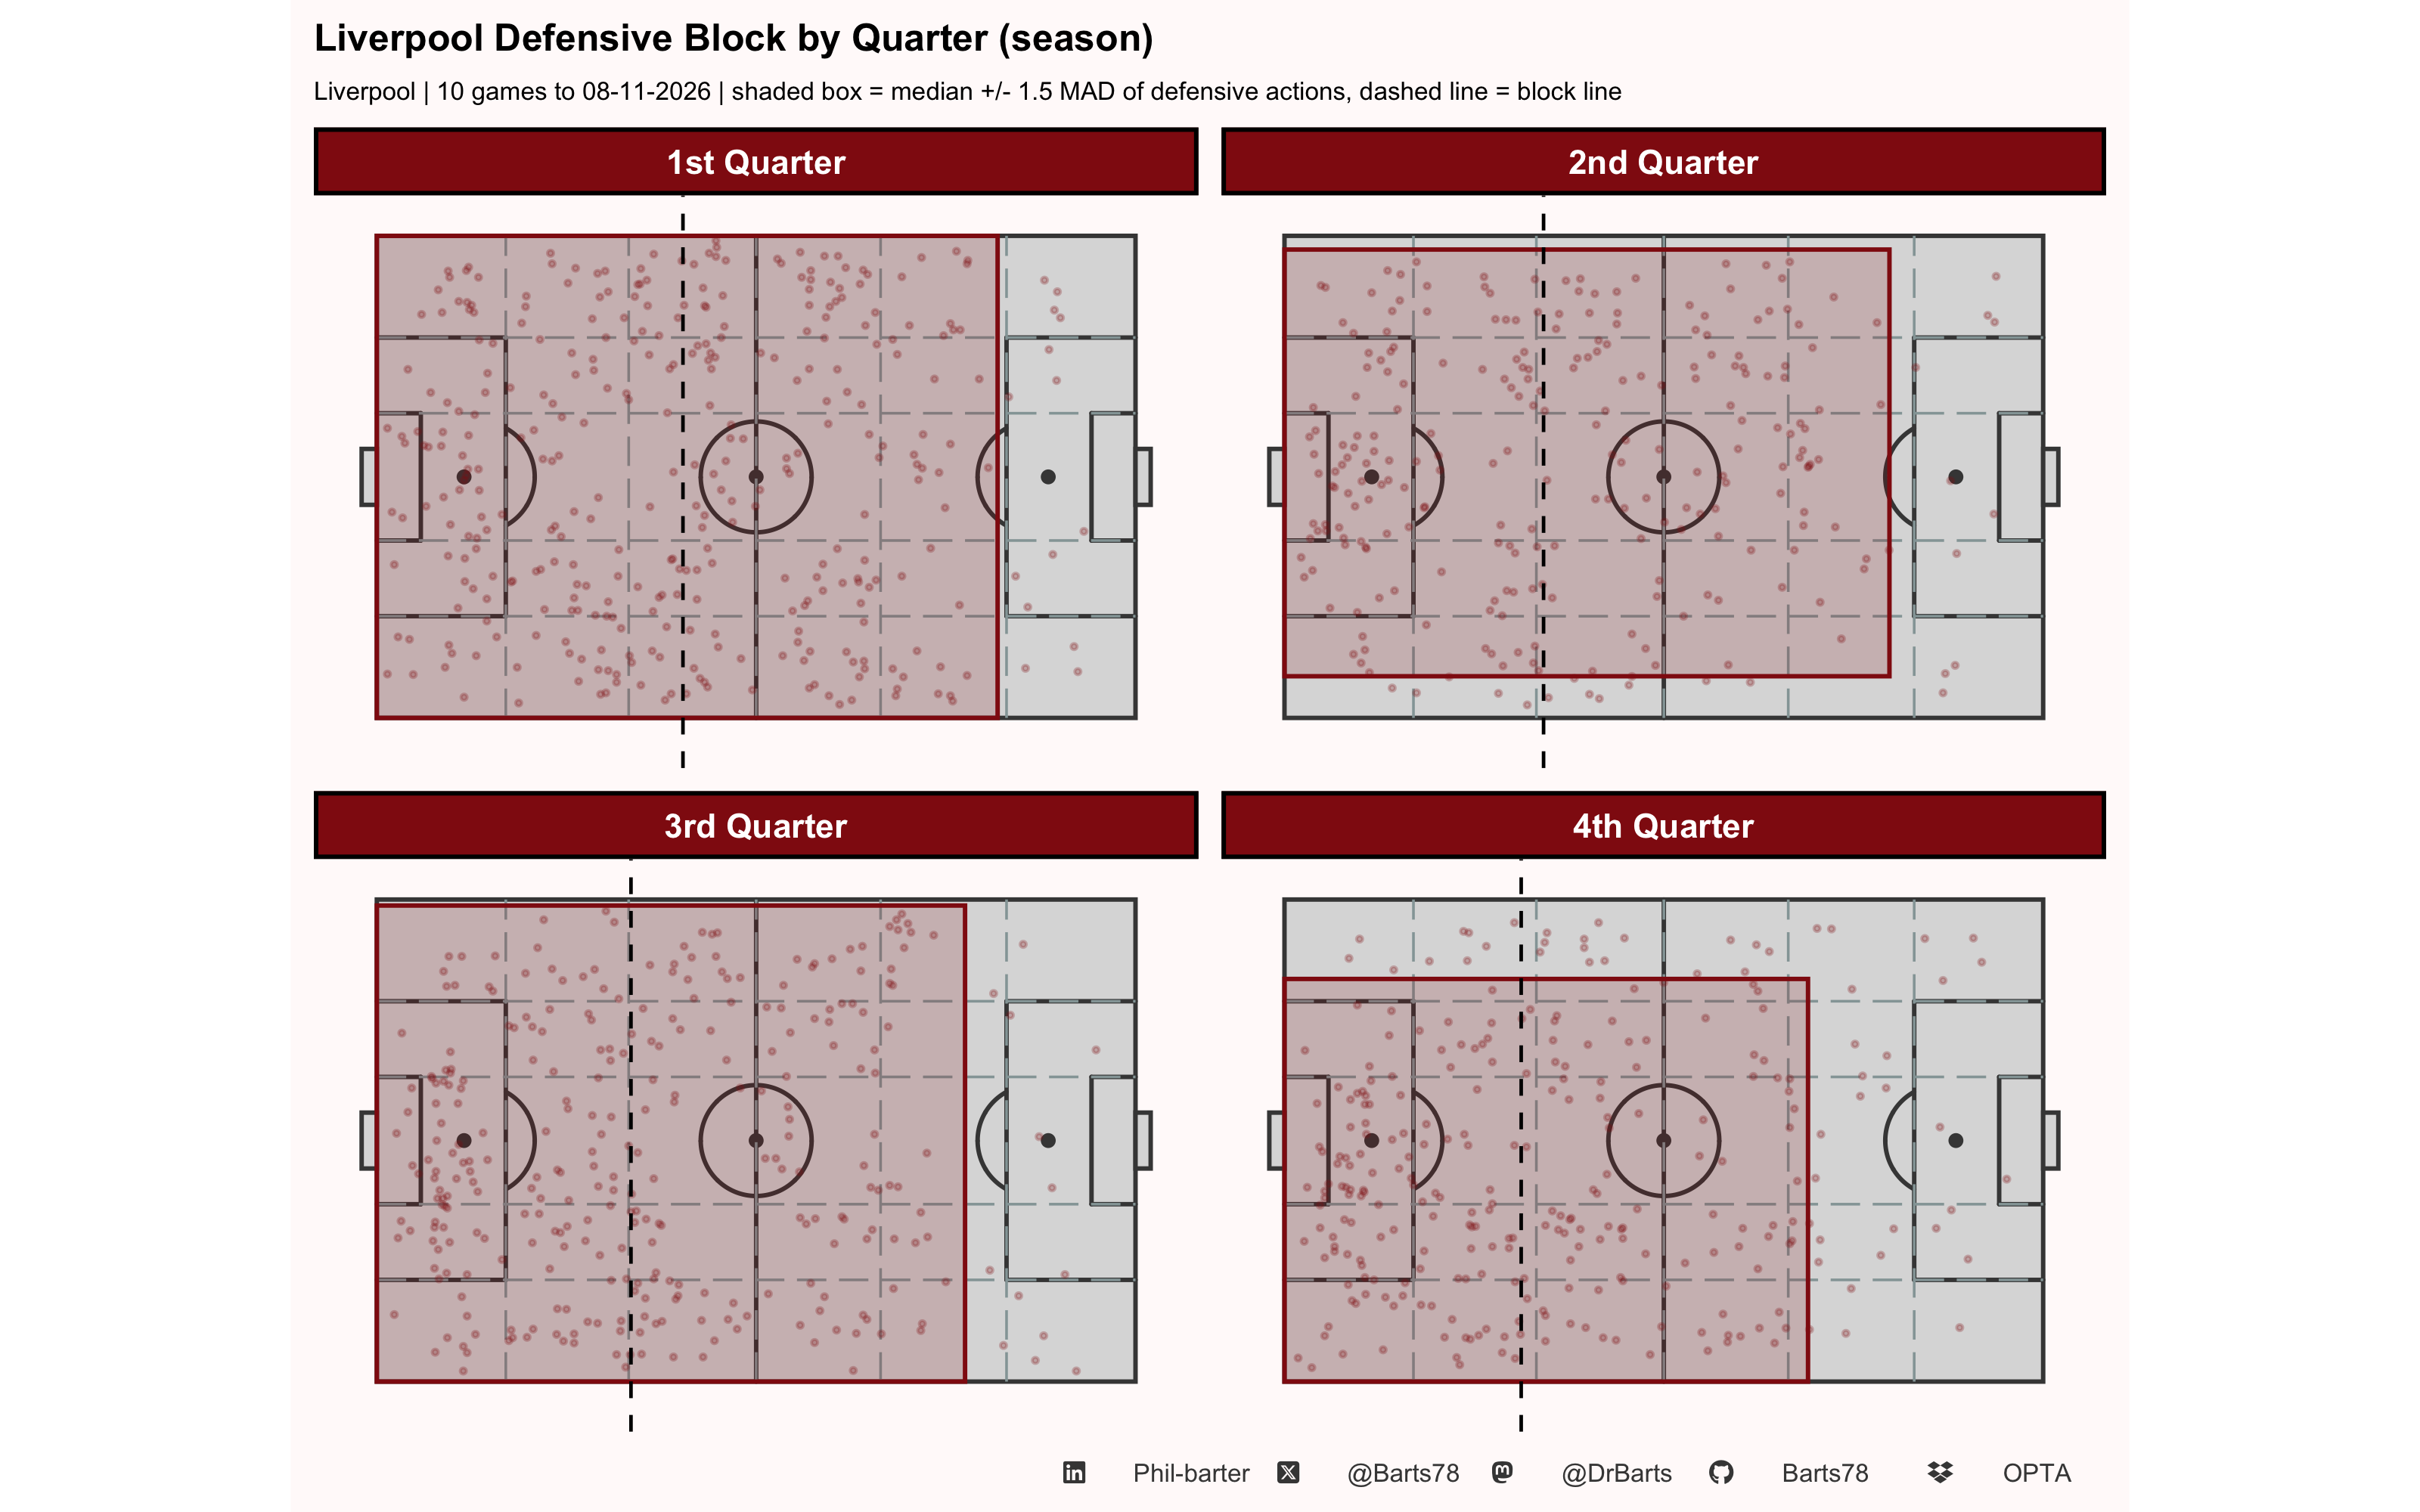 Liverpool Defensive Block by Quarter (season)
Liverpool | 10 games to 08-11-2026 | shaded box = median +/- 1.5 MAD of defensive actions, dashed line = block line
1st Quarter
2nd Quarter
3rd Quarter
4th Quarter
Phil-barter @Barts78 @DrBarts Barts78 OPTA